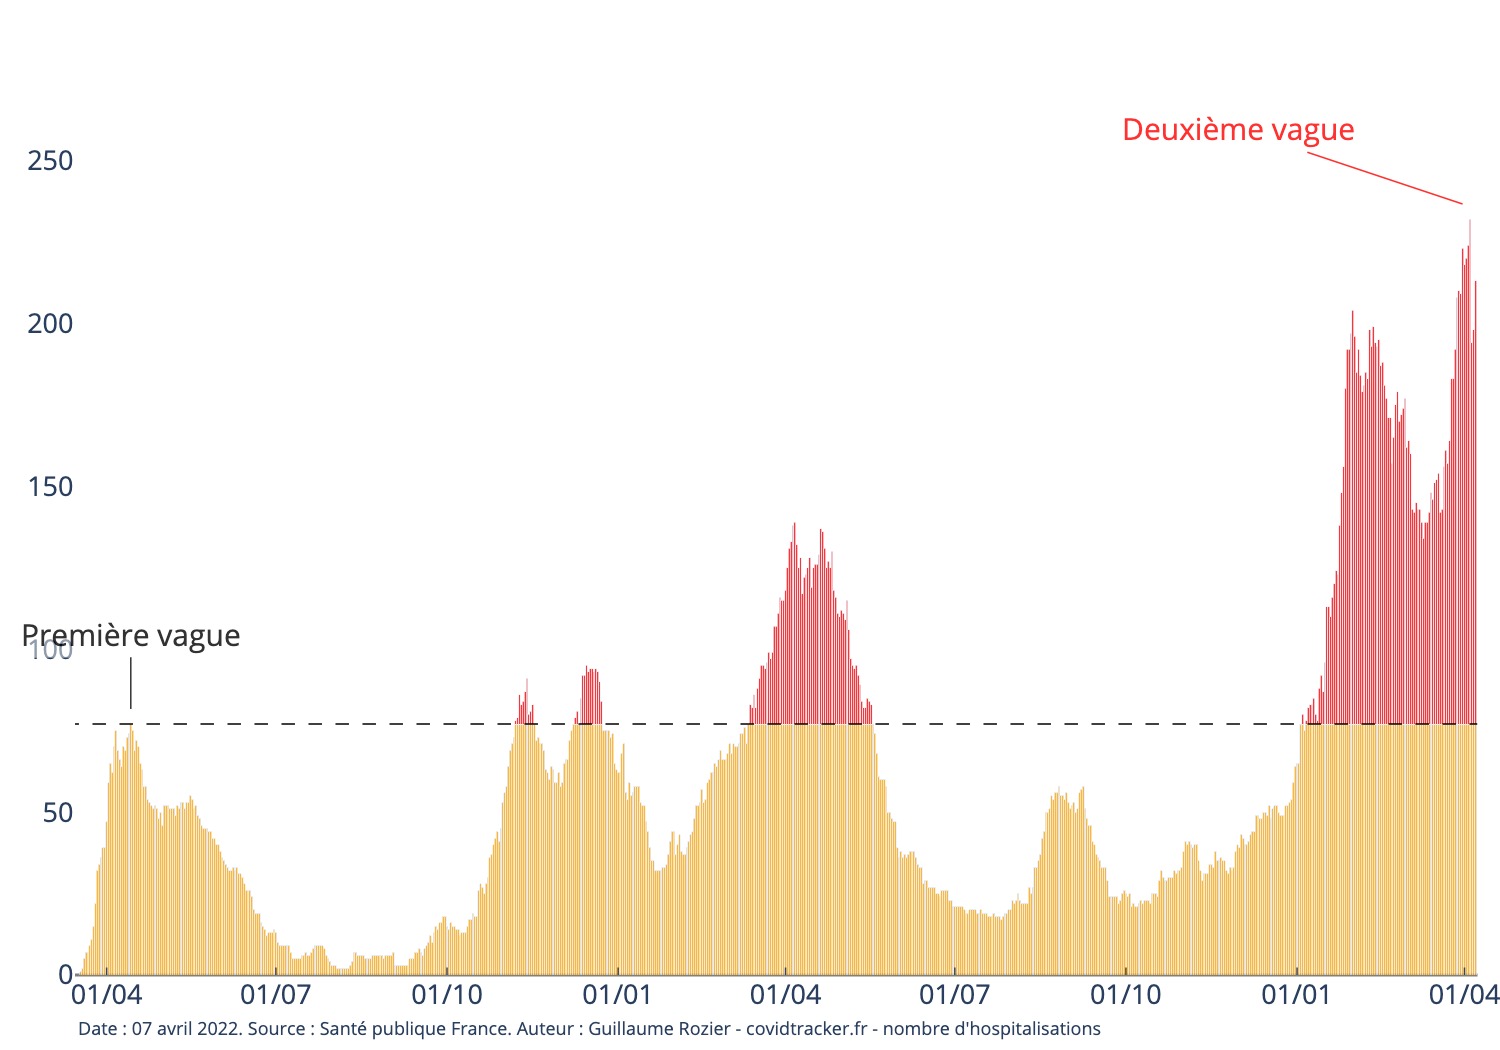 Deuxième vague
250
200
150
Première vague
100
50
0
01/04 01/07 01/10 01/01 01/04 01/07 01/10 01/01 01/04
Date : 07 avril 2022. Source : Santé publique France. Auteur : Guillaume Rozier - covidtracker.fr - nombre d'hospitalisations